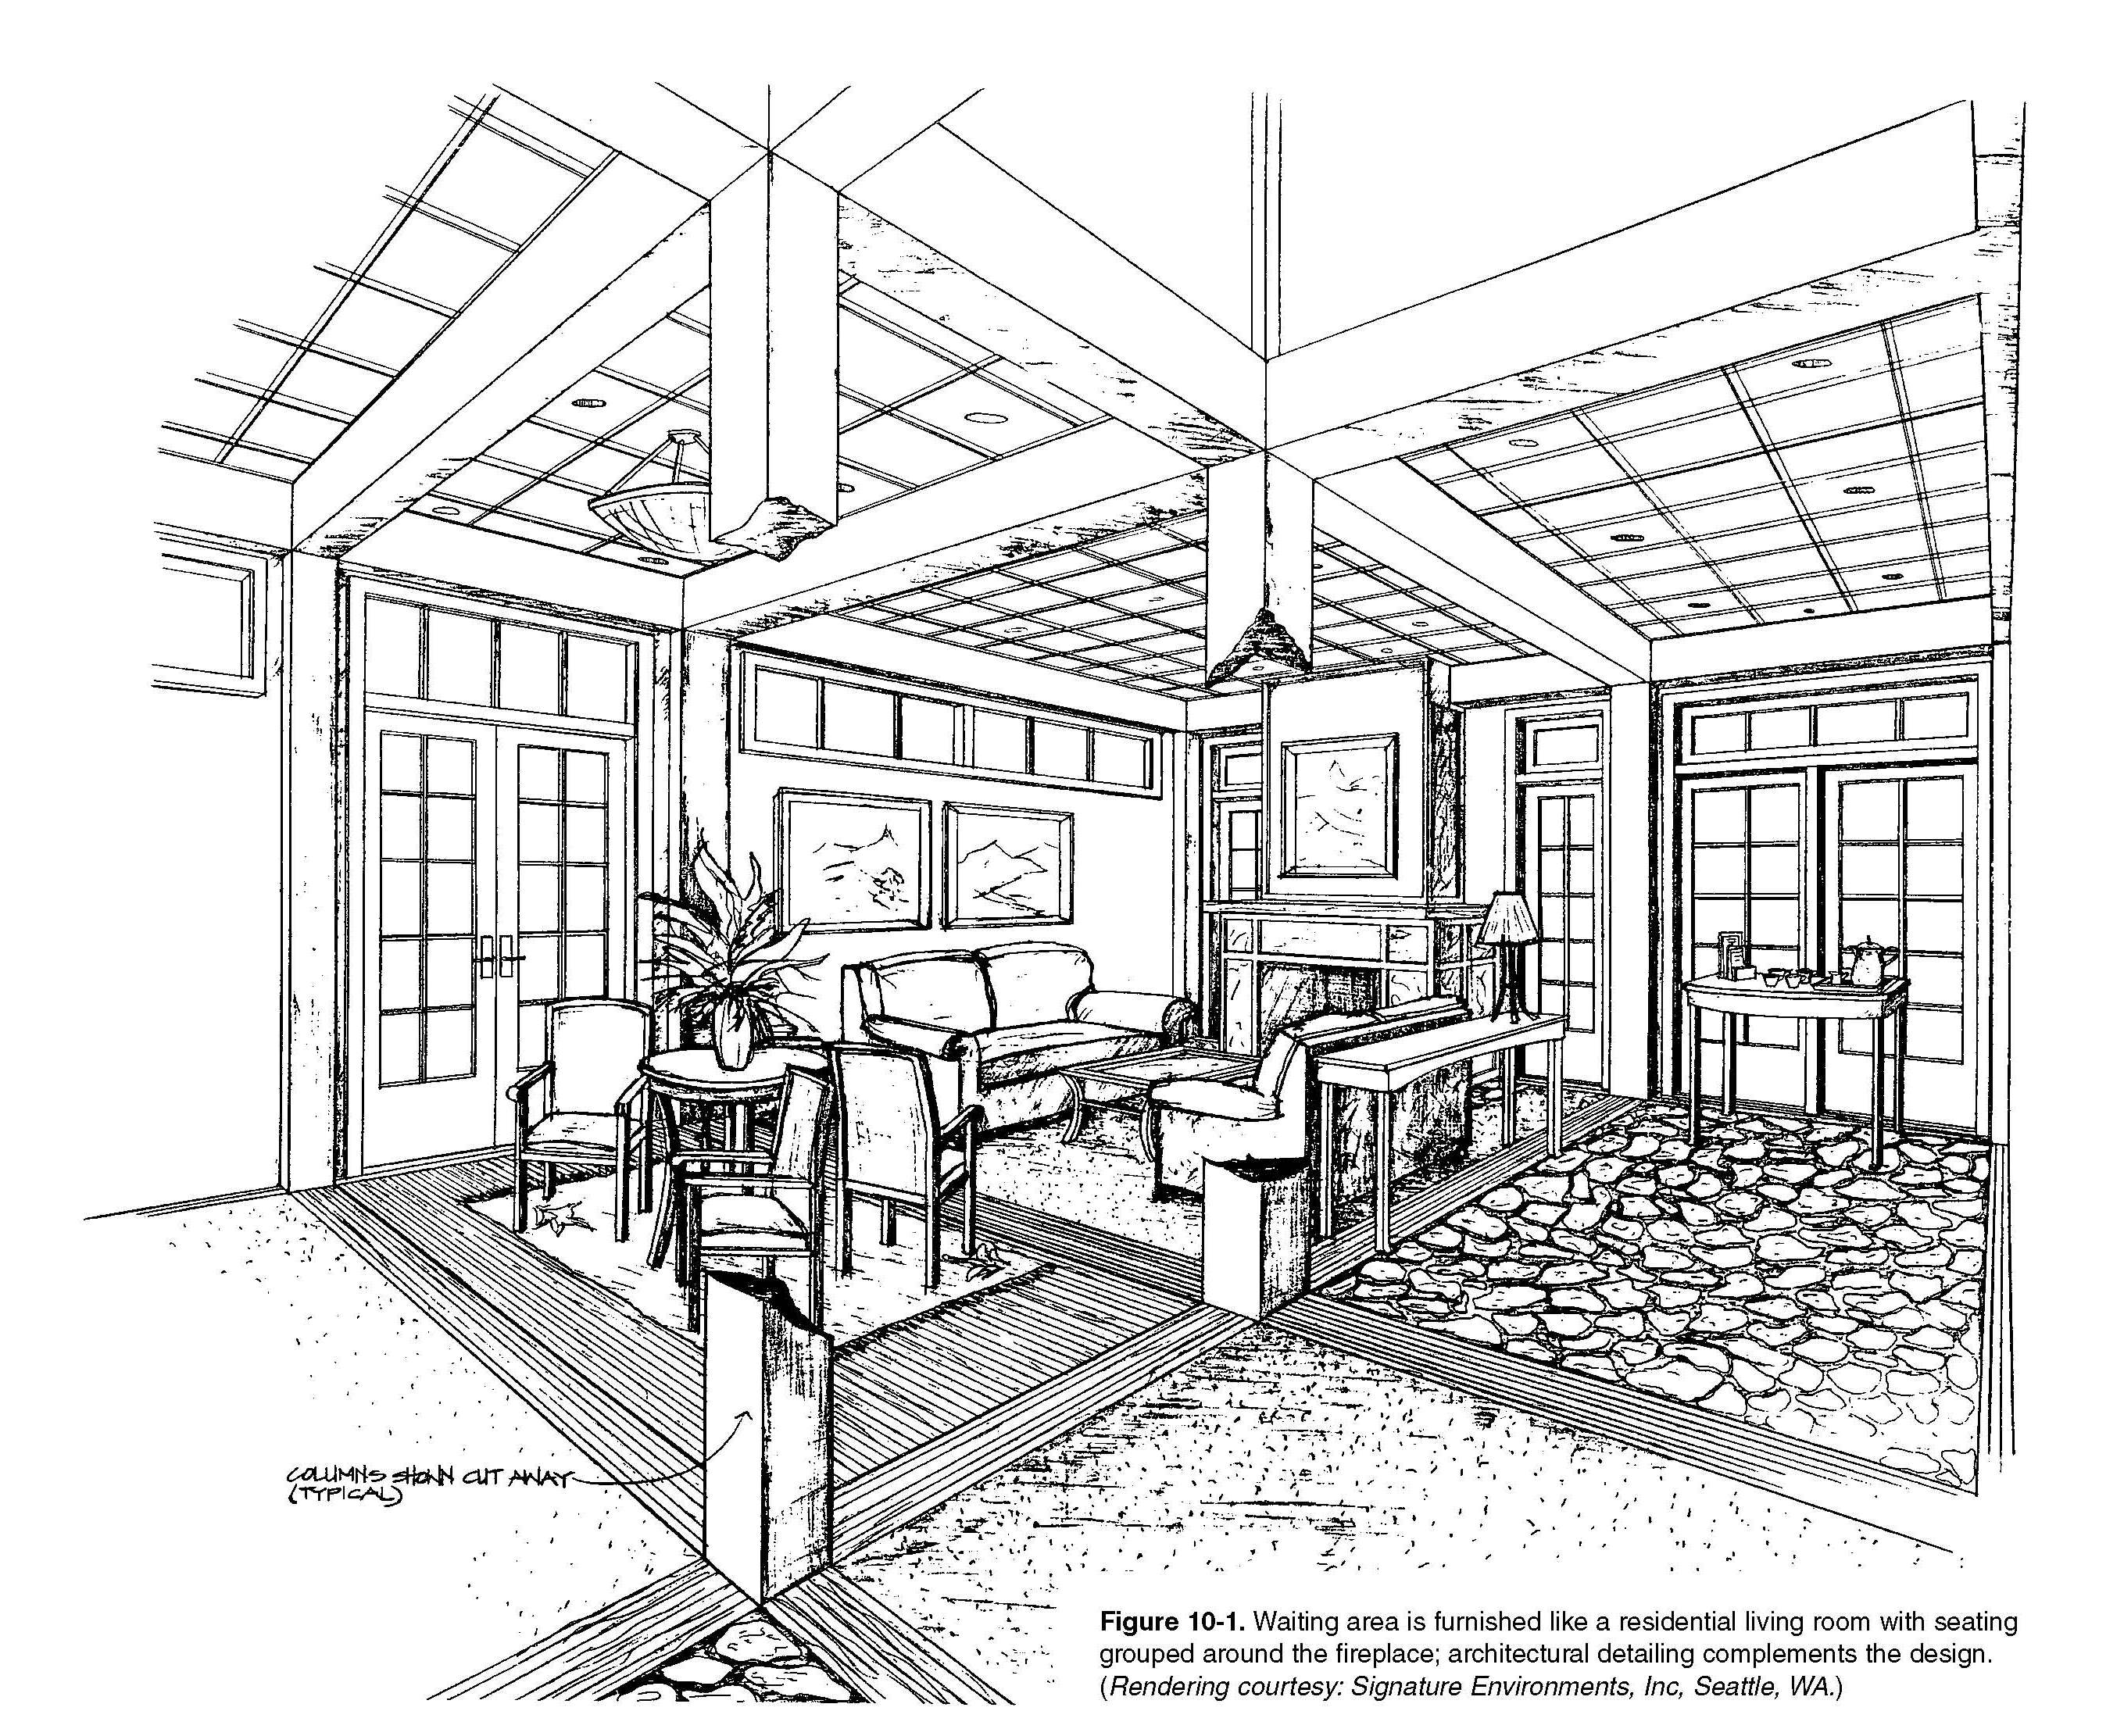 COLUMNS SHOWN CUT AWAY
(TYPICAL)
Figure 10-1. Waiting area is furnished like a residential living room with seating
grouped around the fireplace; architectural detailing complements the design.
(Rendering courtesy: Signature Environments, Inc, Seattle, WA.)